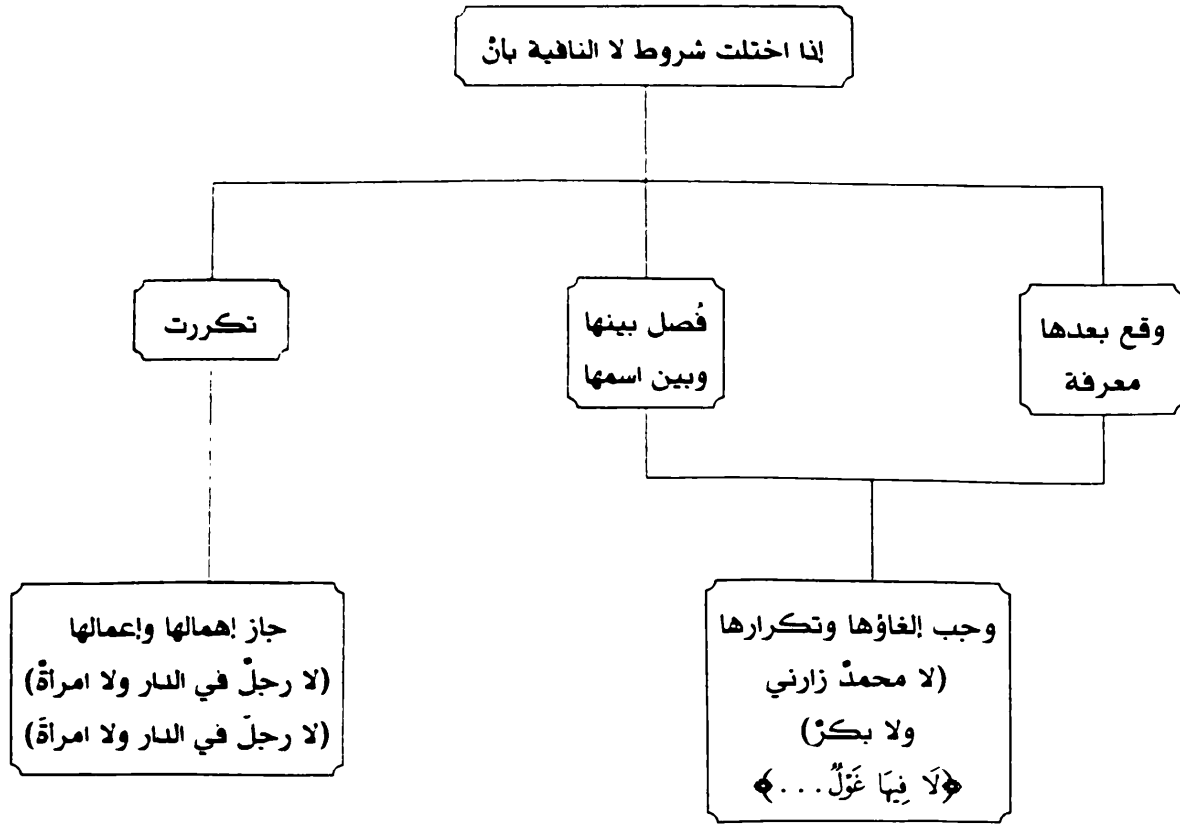 إذا اختلت شروط لا النافية بأنْ
وقع بعدها
معرفة
فُصل بينها
وبين اسمها
تكررت
وجب إلغاؤها وتكرارها
(لا محمدٌ زارني
ولا بكرٌ)
﴿لَا فِيهَا غَوْلٌ...﴾
جاز إهمالها وإعمالها
(لا رجلٌ في الدار ولا امرأةٌ)
(لا رجلَ في الدار ولا امرأةَ)